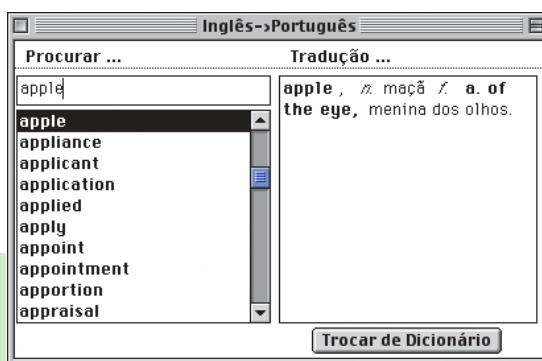 Inglês->Português
Procurar ...
Tradução ...
apple
apple
appliance
applicant
application
applied
apply
appoint
appointment
apportion
appraisal
apple , n. maçã f. a. of
the eye, menina dos olhos.
Trocar de Dicionário